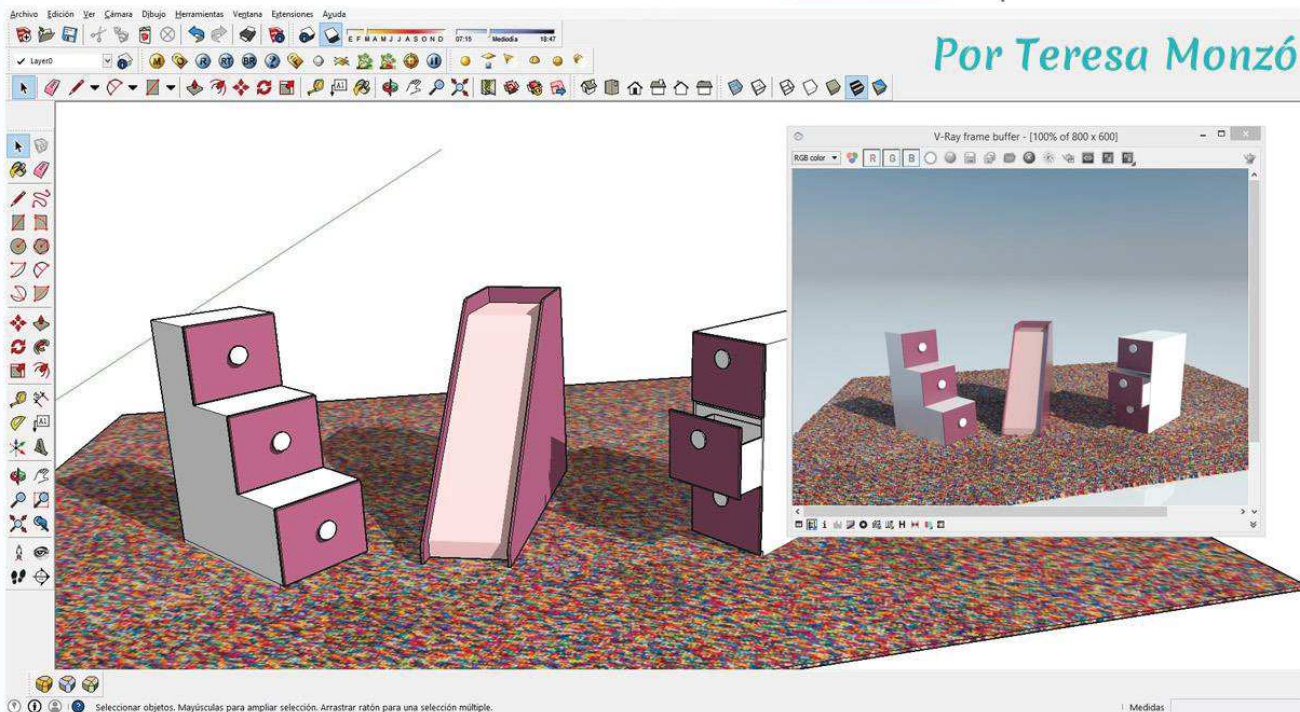 Archivo Edición Ver Cámara Dibujo Herramientas Ventana Extensiones Ayuda
E F M A M J J A S O N D 07:15 Mediodía 18:47
Layer0
M R RT BR
Por Teresa Monzó
V-Ray frame buffer - [100% of 800 x 600]
RGB color R G B
Seleccionar objetos. Mayúsculas para ampliar selección. Arrastrar ratón para una selección múltiple.
Medidas